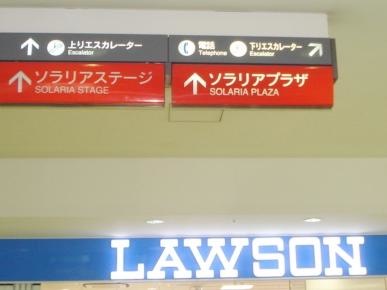 上りエスカレーター
Escalator
ソラリアステージ
SOLARIA STAGE
電話
Telephone
下りエスカレーター
Escalator
ソラリアプラザ
SOLARIA PLAZA
LAWSON